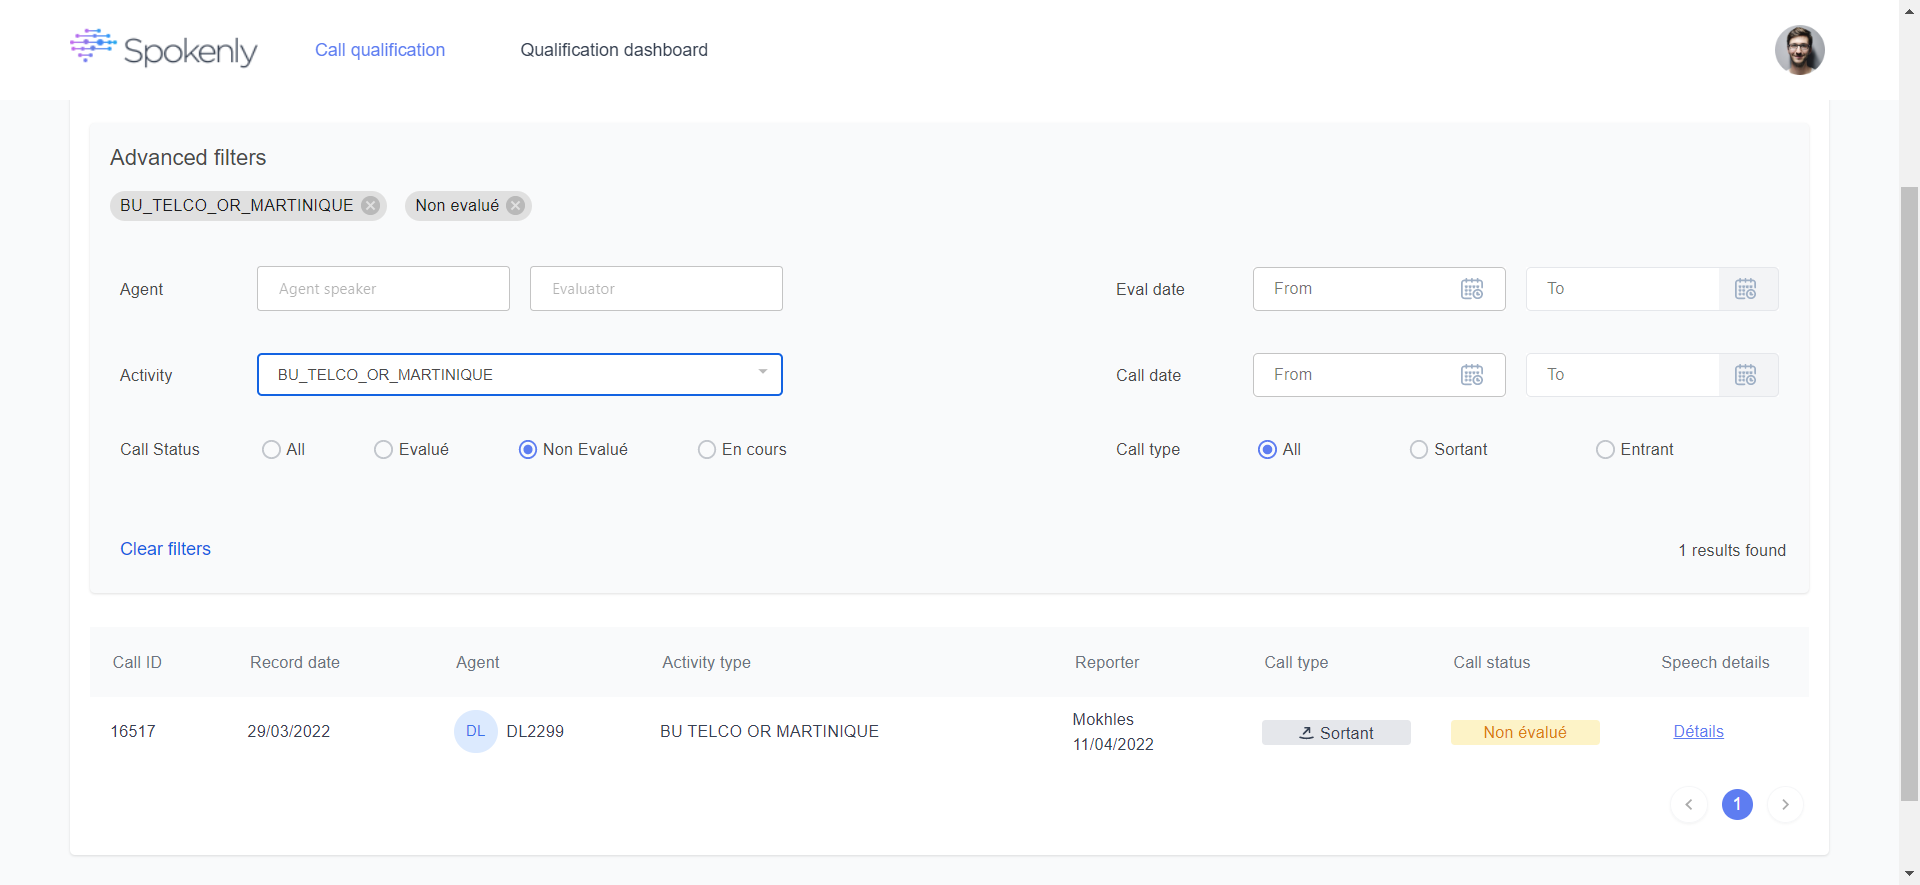 Spokenly
Call qualification
Qualification dashboard
Advanced filters
BU_TELCO_OR_MARTINIQUE
Non evalué
Agent
Agent speaker
Evaluator
Eval date
From
To
Activity
BU_TELCO_OR_MARTINIQUE
Call date
From
To
Call Status
All
Evalué
Non Evalué
En cours
Call type
All
Sortant
Entrant
Clear filters
1 results found
Call ID
Record date
Agent
Activity type
Reporter
Call type
Call status
Speech details
16517
29/03/2022
DL
DL2299
BU TELCO OR MARTINIQUE
Mokhles
11/04/2022
Sortant
Non évalué
Détails
1